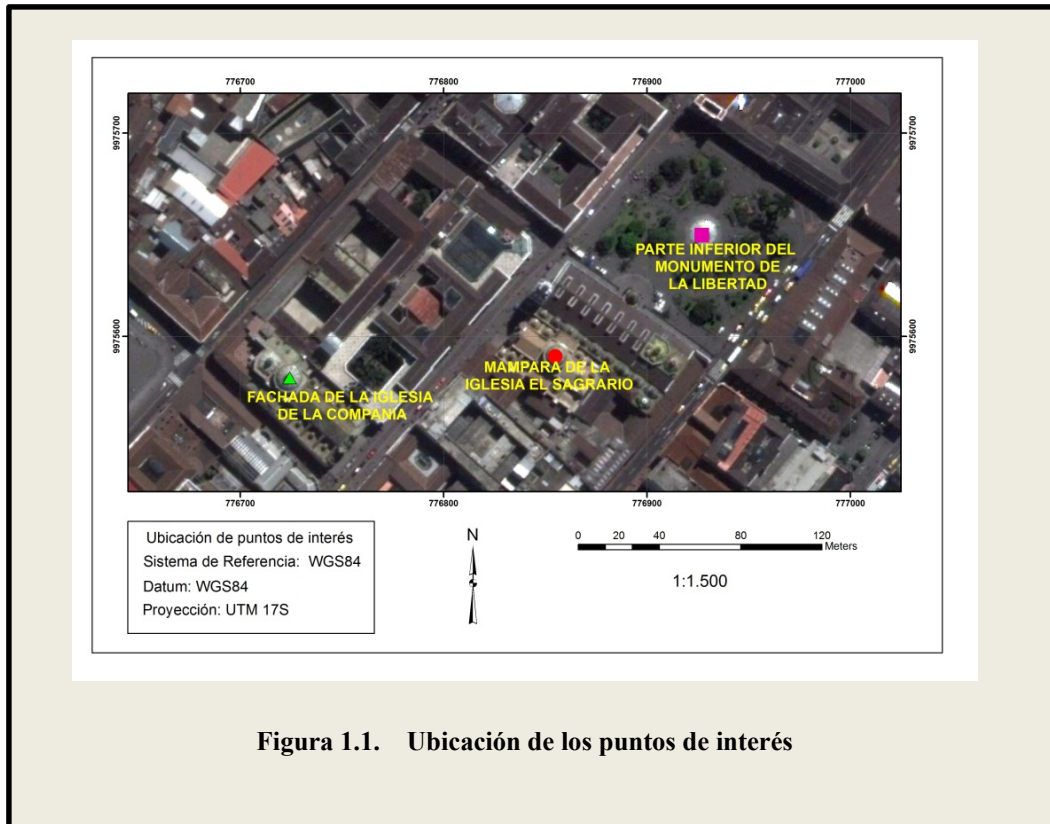 776700 776800 776900 777000
9975700 9975700
PARTE INFERIOR DEL
MONUMENTO DE
LA LIBERTAD
9975600 9975600
MAMPARA DE LA
IGLESIA EL SAGRARIO
FACHADA DE LA IGLESIA
DE LA COMPAÑIA
776700 776800 776900 777000
Ubicación de puntos de interés
Sistema de Referencia: WGS84
Datum: WGS84
Proyección: UTM 17S
N
0 20 40 80 120
Meters
1:1.500
Figura 1.1. Ubicación de los puntos de interés